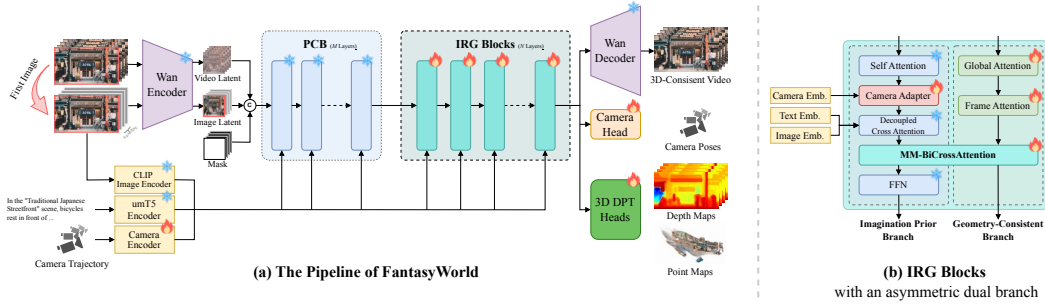 First Image
Wan
Encoder
Video Latent
Image Latent
Mask
C
PCB (M Layers)
IRG Blocks (N Layers)
Wan
Decoder
3D-Consisent Video
Camera
Head
Camera Poses
3D DPT
Heads
Depth Maps
Point Maps
CLIP
Image Encoder
In the "Traditional Japanese
Streetfront" scene, bicycles
rest in front of ...
umT5
Encoder
Camera
Encoder
Camera Trajectory
(a) The Pipeline of FantasyWorld
Self Attention
Global Attention
Camera Emb.
Camera Adapter
Frame Attention
Text Emb.
Image Emb.
Decoupled
Cross Attention
MM-BiCrossAttention
FFN
Imagination Prior
Branch
Geometry-Consistent
Branch
(b) IRG Blocks
with an asymmetric dual branch